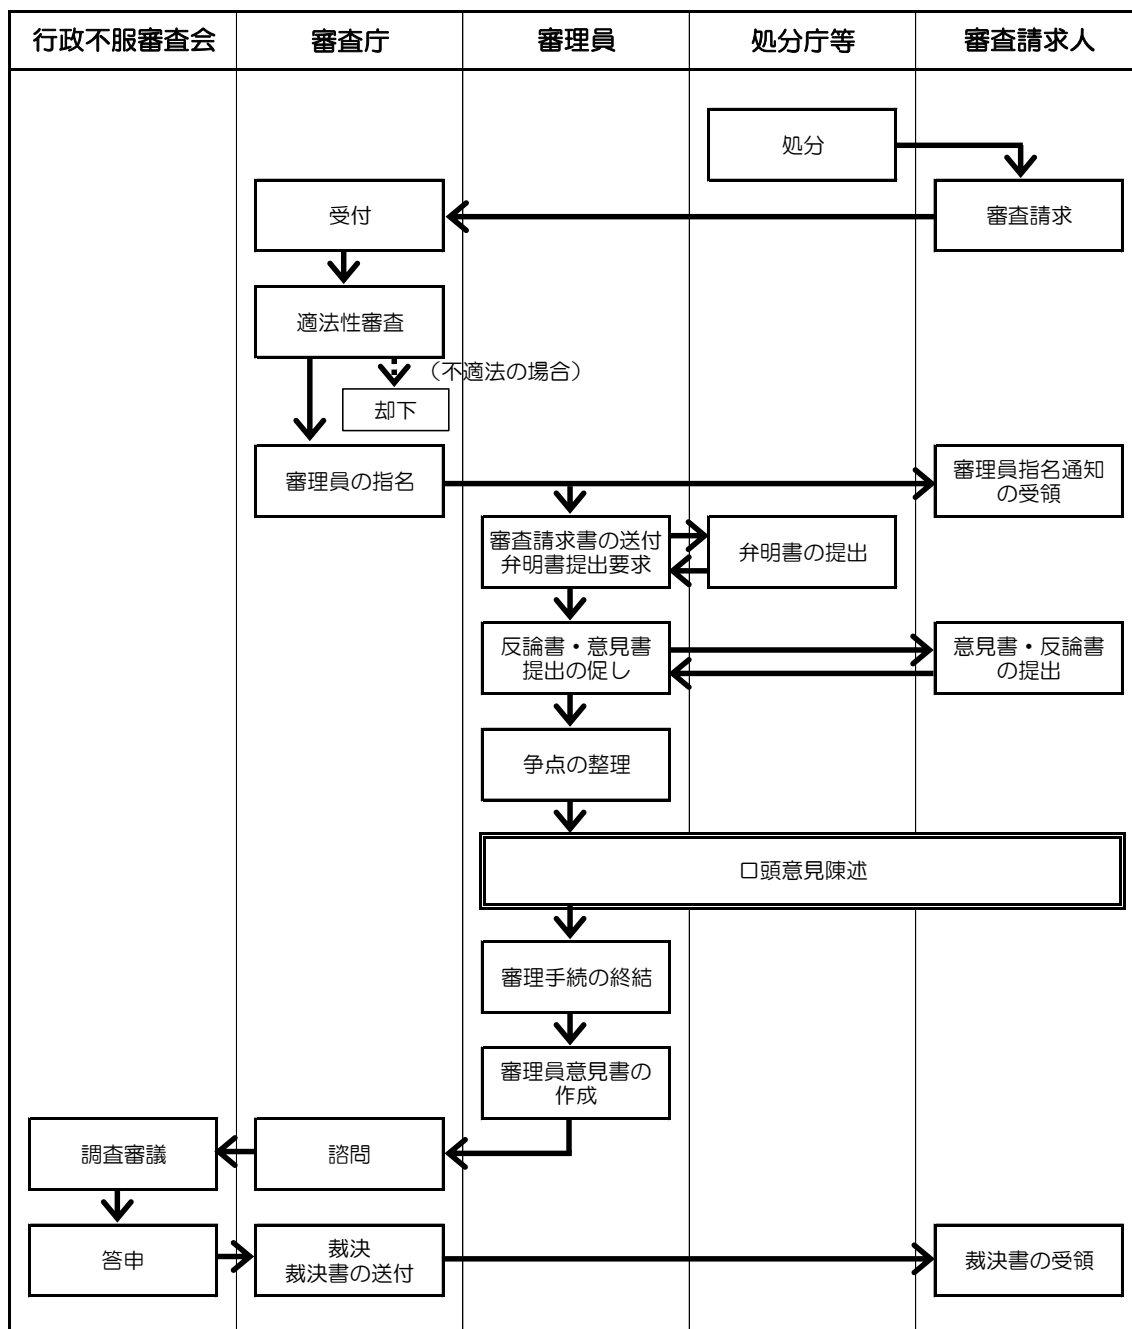 行政不服審査会
審査庁
審理員
処分庁等
審査請求人
処分
受付
審査請求
適法性審査
（不適法の場合）
却下
審理員の指名
審理員指名通知
の受領
審査請求書の送付
弁明書提出要求
弁明書の提出
反論書・意見書
提出の促し
意見書・反論書
の提出
争点の整理
口頭意見陳述
審理手続の終結
審理員意見書の
作成
調査審議
諮問
答申
裁決
裁決書の送付
裁決書の受領